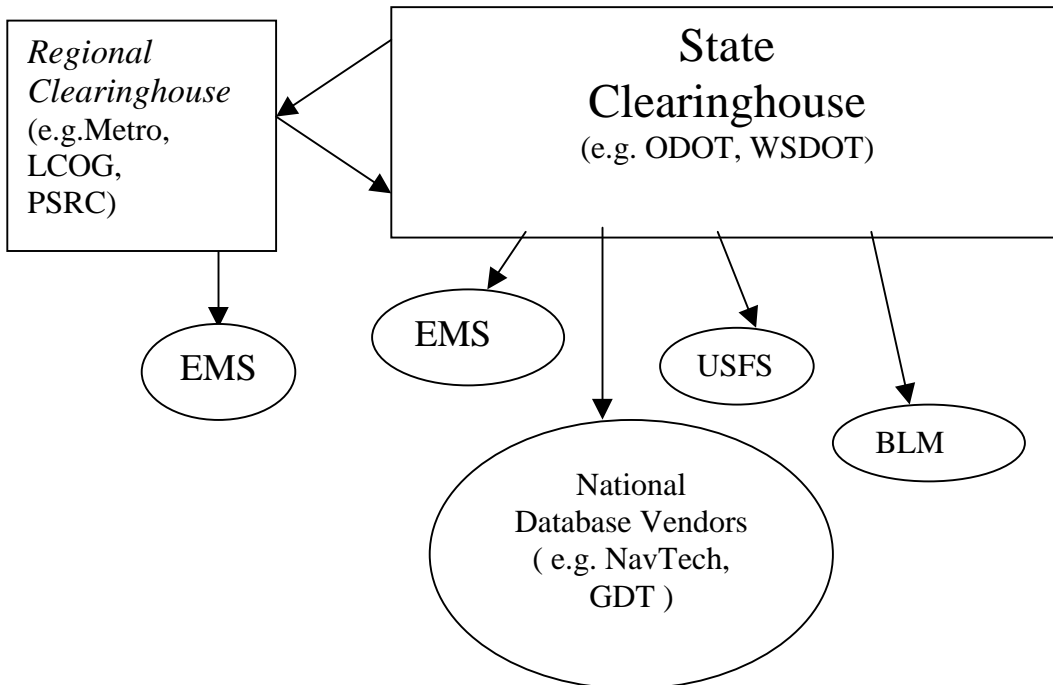 Regional
Clearinghouse
(e.g.Metro,
LCOG,
PSRC)
State
Clearinghouse
(e.g. ODOT, WSDOT)
EMS
EMS
USFS
BLM
National
Database Vendors
( e.g. NavTech,
GDT )